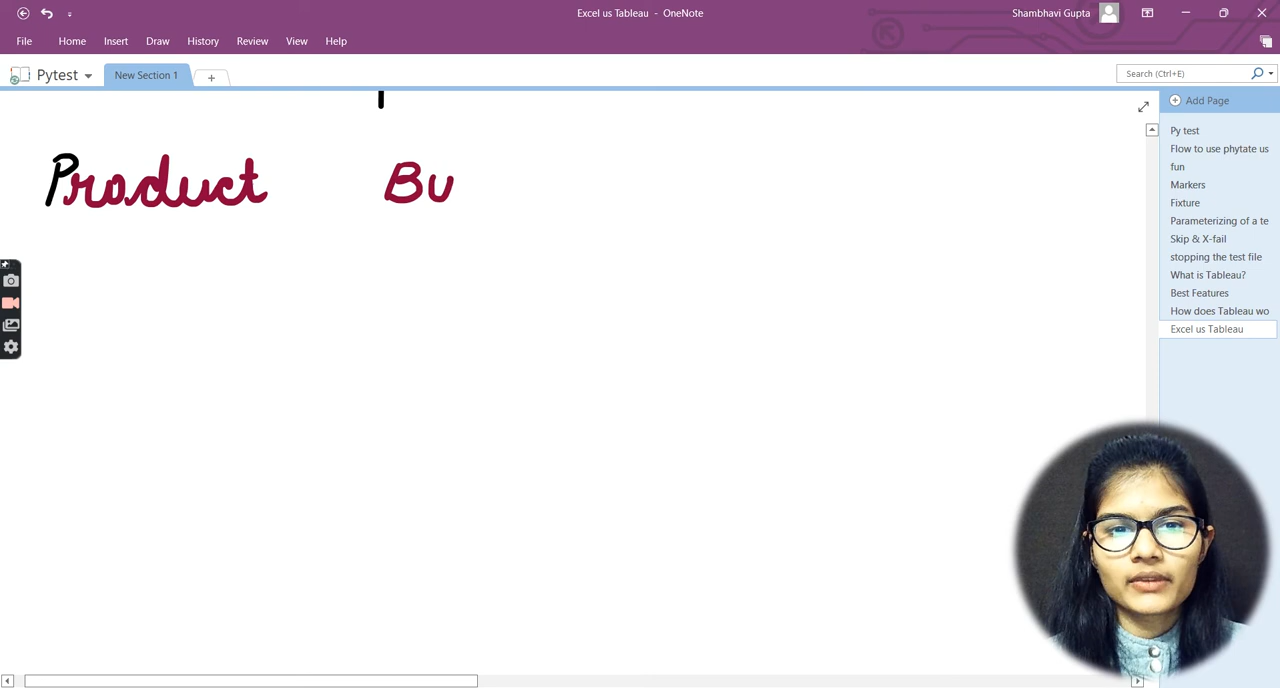 Excel us Tableau - OneNote
Shambhavi Gupta
File Home Insert Draw History Review View Help
Pytest New Section 1 +
Search (Ctrl+E)
Add Page
Product Bu
Py test
Flow to use phytate us
fun
Markers
Fixture
Parameterizing of a te
Skip & X-fail
stopping the test file
What is Tableau?
Best Features
How does Tableau wo
Excel us Tableau